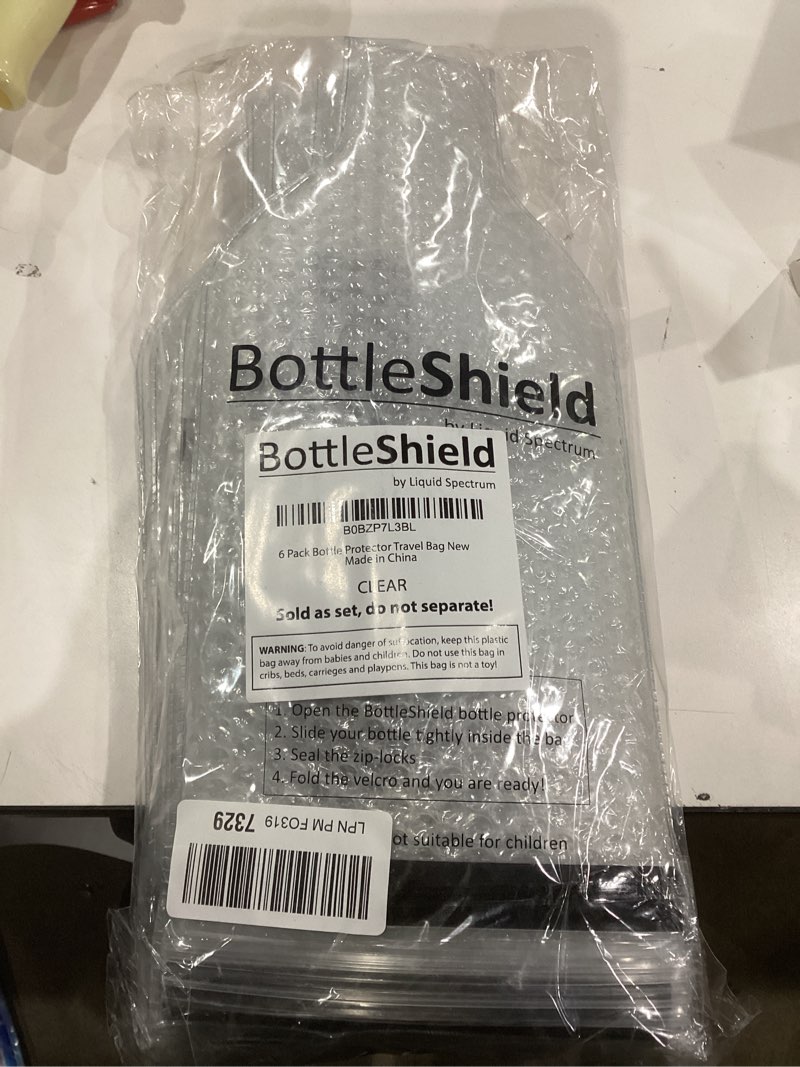 BottleShield
by Liquid Spectrum
BottleShield
by Liquid Spectrum
B0BZP7L3BL
6 Pack Bottle Protector Travel Bag New
Made in China
CLEAR
Sold as set, do not separate!
WARNING: To avoid danger of suffocation, keep this plastic
bag away from babies and children. Do not use this bag in
cribs, beds, carrieges and playpens. This bag is not a toy!
1. Open the BottleShield bottle protector
2. Slide your bottle tightly inside the bag
3. Seal the zip-locks
4. Fold the velcro and you are ready!
LPN PM FO319 7329
suitable for children